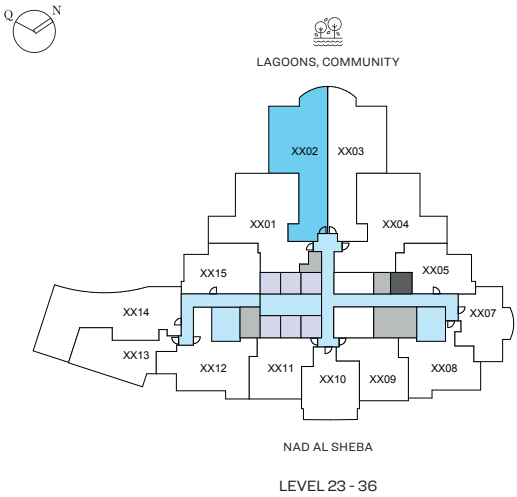 Q N
LAGOONS, COMMUNITY
XX02 XX03
XX01 XX04
XX15 XX05
XX14 XX07
XX13 XX12 XX11 XX10 XX09 XX08
NAD AL SHEBA
LEVEL 23 - 36